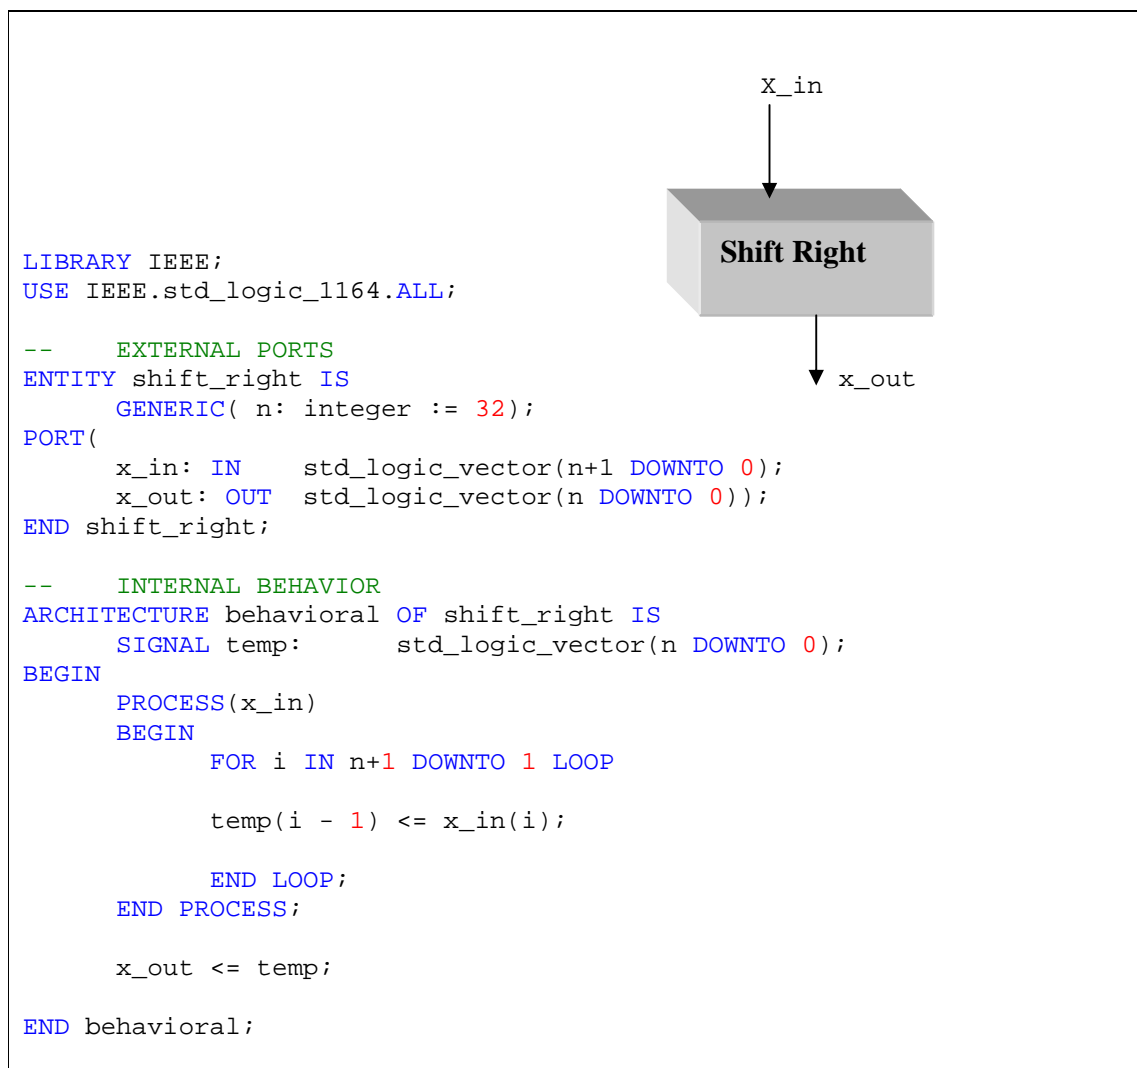 X_in
Shift Right
x_out
LIBRARY IEEE;
USE IEEE.std_logic_1164.ALL;
--     EXTERNAL PORTS
ENTITY shift_right IS
      GENERIC( n: integer := 32);
PORT(
      x_in: IN    std_logic_vector(n+1 DOWNTO 0);
      x_out: OUT  std_logic_vector(n DOWNTO 0));
END shift_right;
--     INTERNAL BEHAVIOR
ARCHITECTURE behavioral OF shift_right IS
      SIGNAL temp:      std_logic_vector(n DOWNTO 0);
BEGIN
      PROCESS(x_in)
      BEGIN
            FOR i IN n+1 DOWNTO 1 LOOP
            temp(i - 1) <= x_in(i);
            END LOOP;
      END PROCESS;
      x_out <= temp;
END behavioral;